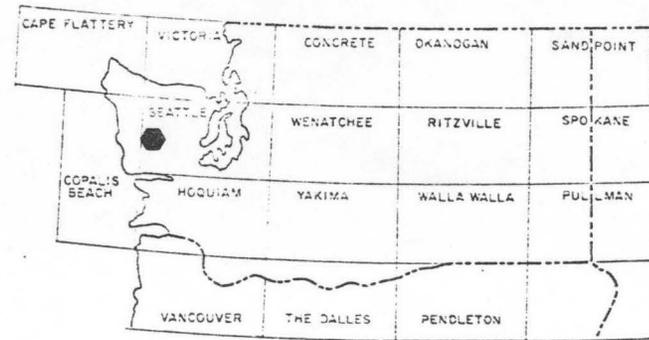 CAPE FLATTERY
VICTORIA
CONCRETE
OKANOGAN
SANDPOINT
SEATTLE
WENATCHEE
RITZVILLE
SPOKANE
COPALIS
BEACH
HOQUIAM
YAKIMA
WALLA WALLA
PULLMAN
VANCOUVER
THE DALLES
PENDLETON